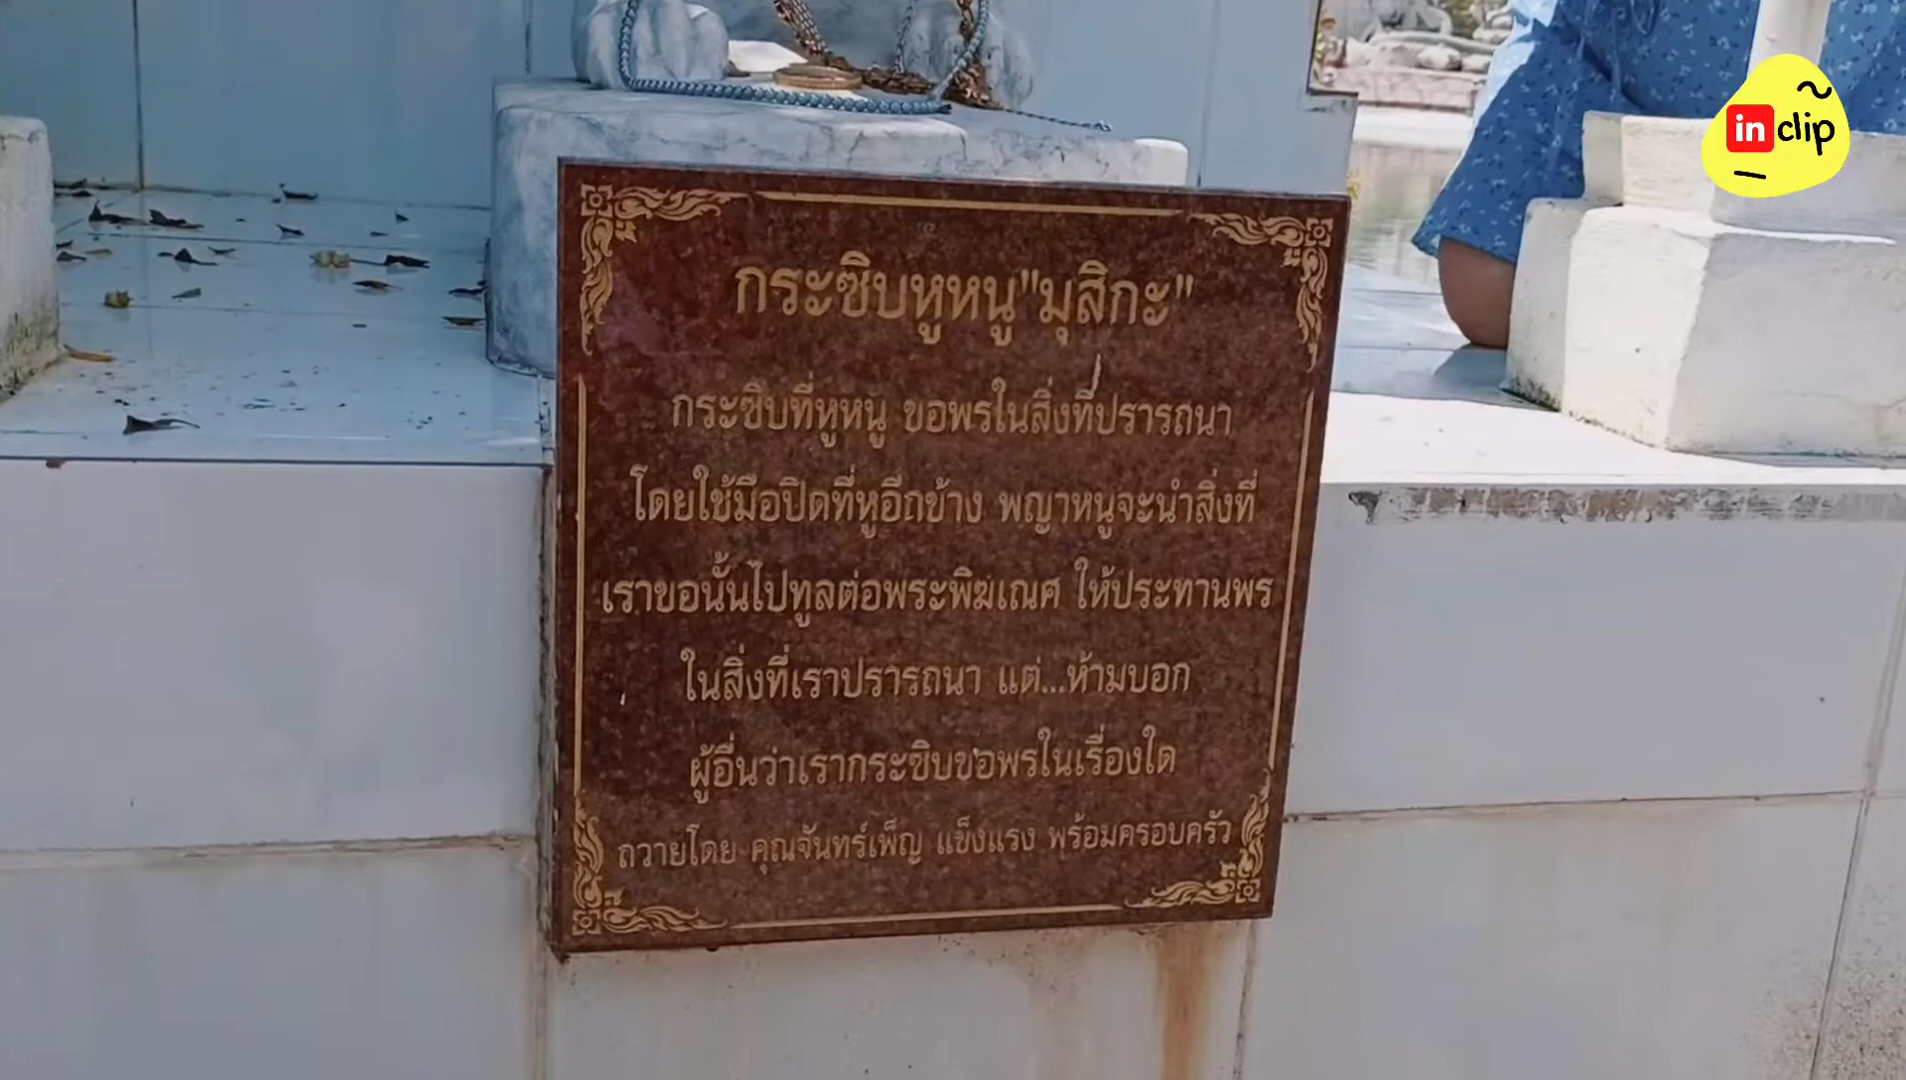 in clip
กระซิบหูหนู"มุสิกะ"
กระซิบที่หูหนู ขอพรในสิ่งที่ปรารถนา
โดยใช้มือปิดที่หูอีกข้าง พญาหนูจะนำสิ่งที่
เราขอนั้นไปทูลต่อพระพิฆเณศ ให้ประทานพร
ในสิ่งที่เราปรารถนา แต่...ห้ามบอก
ผู้อื่นว่าเรากระซิบขอพรในเรื่องใด
ถวายโดย คุณจันทร์เพ็ญ แข็งแรง พร้อมครอบครัว